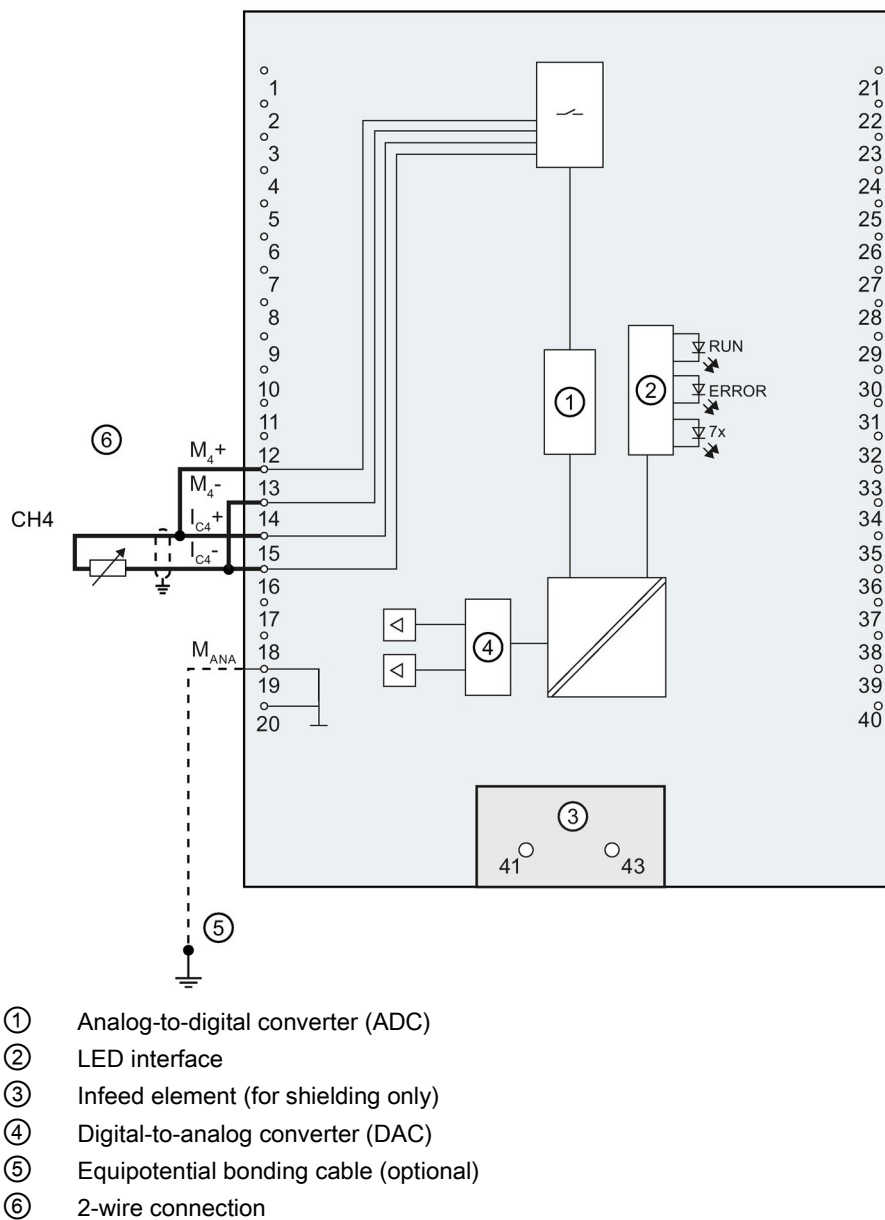 1 21
2 22
3 23
4 24
5 25
6 26
7 27
8 28
9 29
10 30
11 31
12 32
13 33
14 34
15 35
16 36
17 37
18 38
19 39
20 40
RUN
ERROR
7x
① ②
⑥
M4+
M4-
CH4
IC4+
IC4-
④
MANA
③
41 43
⑤
① Analog-to-digital converter (ADC)
② LED interface
③ Infeed element (for shielding only)
④ Digital-to-analog converter (DAC)
⑤ Equipotential bonding cable (optional)
⑥ 2-wire connection